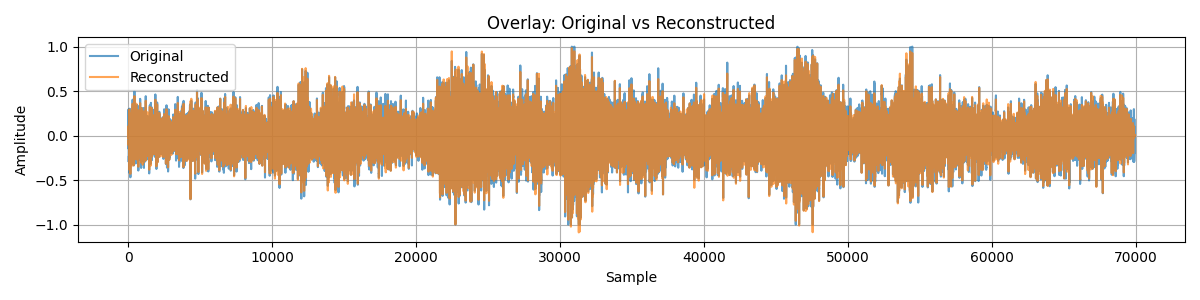 Overlay: Original vs Reconstructed
Original
Reconstructed
1.0
0.5
0.0
−0.5
−1.0
Amplitude
0 10000 20000 30000 40000 50000 60000 70000
Sample